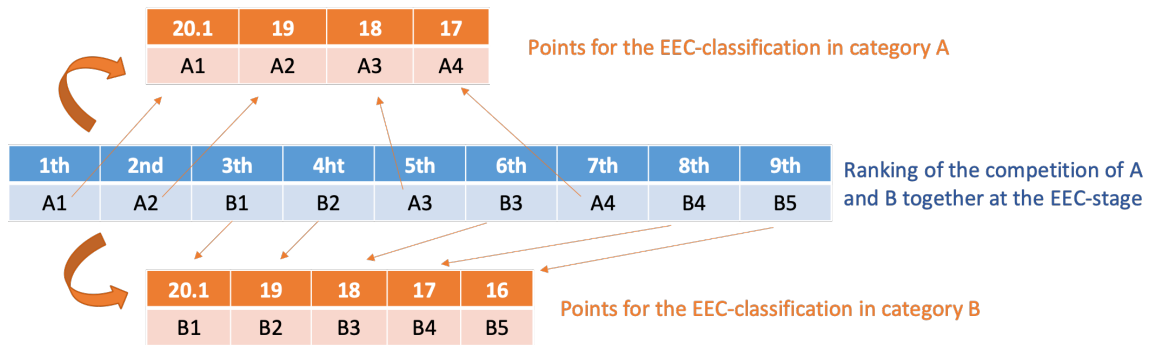 20.1 19 18 17
A1 A2 A3 A4
Points for the EEC-classification in category A
1th 2nd 3th 4ht 5th 6th 7th 8th 9th
A1 A2 B1 B2 A3 B3 A4 B4 B5
Ranking of the competition of A
and B together at the EEC-stage
20.1 19 18 17 16
B1 B2 B3 B4 B5
Points for the EEC-classification in category B